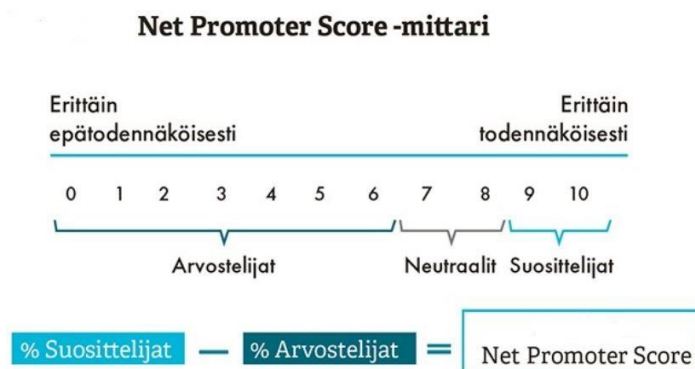 Net Promoter Score -mittari
Erittäin
epätodennäköisesti
Erittäin
todennäköisesti
0 1 2 3 4 5 6 7 8 9 10
Arvostelijat Neutraalit Suosittelijat
% Suosittelijat — % Arvostelijat = Net Promoter Score